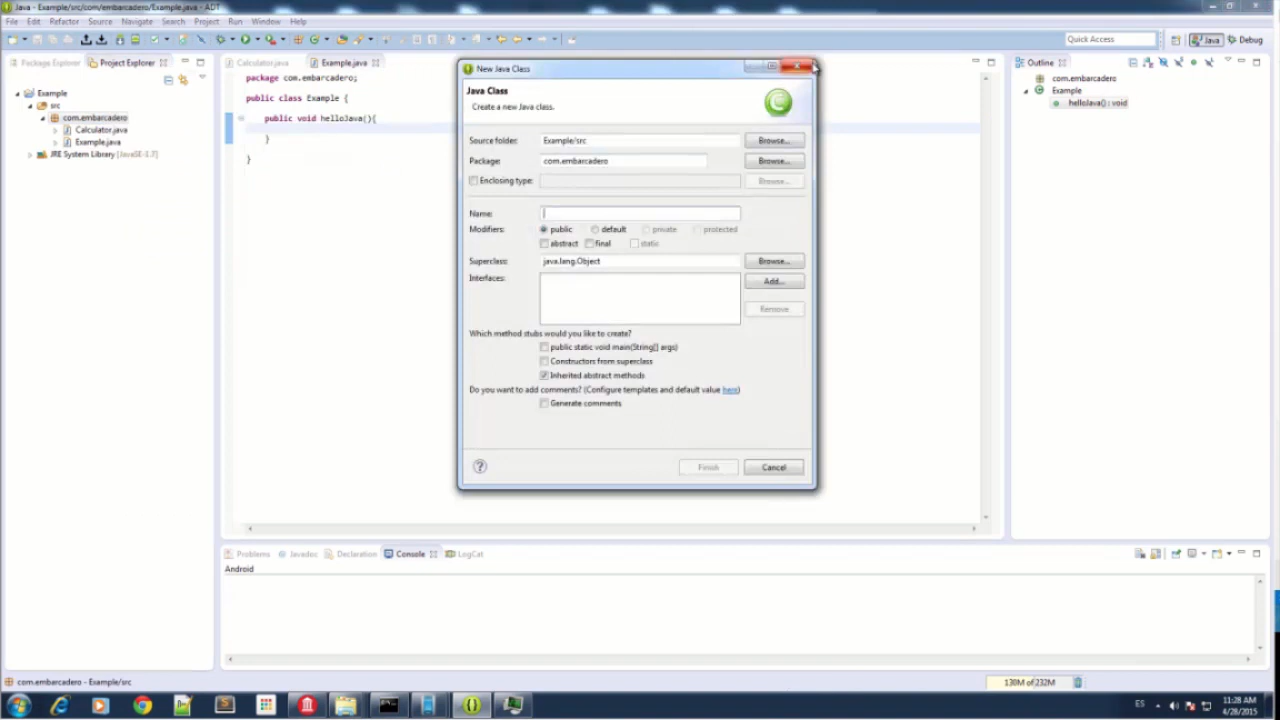 Java - Example/src/com/embarcadero/Example.java - ADT
File Edit Refactor Source Navigate Search Project Run Window Help
Quick Access
Java
Debug
Package Explorer
Project Explorer
Example
src
com.embarcadero
Calculator.java
Example.java
JRE System Library [JavaSE-1.7]
Calculator.java
Example.java
package com.embarcadero;
public class Example {
public void helloJava(){
}
}
New Java Class
Java Class
Create a new Java class.
C
Source folder: Example/src Browse...
Package: com.embarcadero Browse...
Enclosing type: Browse...
Name:
Modifiers: public default private protected
abstract final static
Superclass: java.lang.Object Browse...
Interfaces: Add...
Remove
Which method stubs would you like to create?
public static void main(String[] args)
Constructors from superclass
Inherited abstract methods
Do you want to add comments? (Configure templates and default value here)
Generate comments
? Finish Cancel
Outline
com.embarcadero
Example
helloJava() : void
Problems Javadoc Declaration Console LogCat
Android
com.embarcadero - Example/src
130M of 232M
ES
11:28 AM
4/28/2015